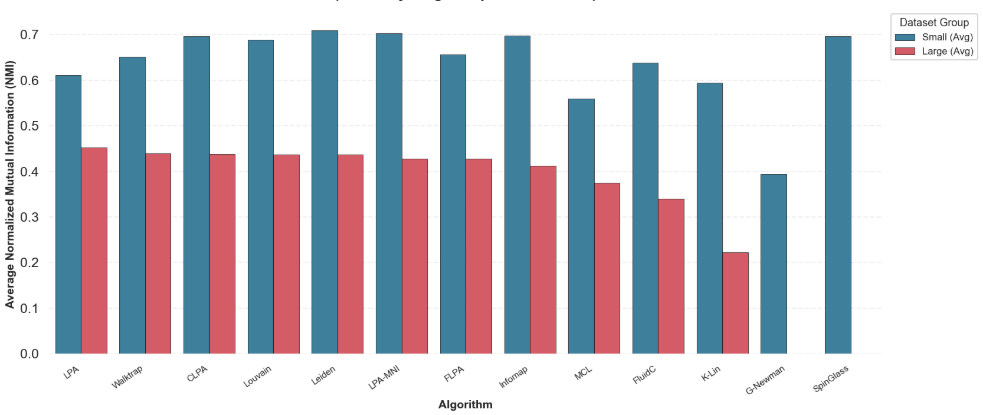 Dataset Group
Small (Avg)
Large (Avg)
Average Normalized Mutual Information (NMI)
0.7
0.6
0.5
0.4
0.3
0.2
0.1
0.0
LPA
Walktrap
CLPA
Louvain
Leiden
LPA-MNI
FLPA
Infomap
MCL
FluidC
K-Lin
G-Newman
SpinGlass
Algorithm